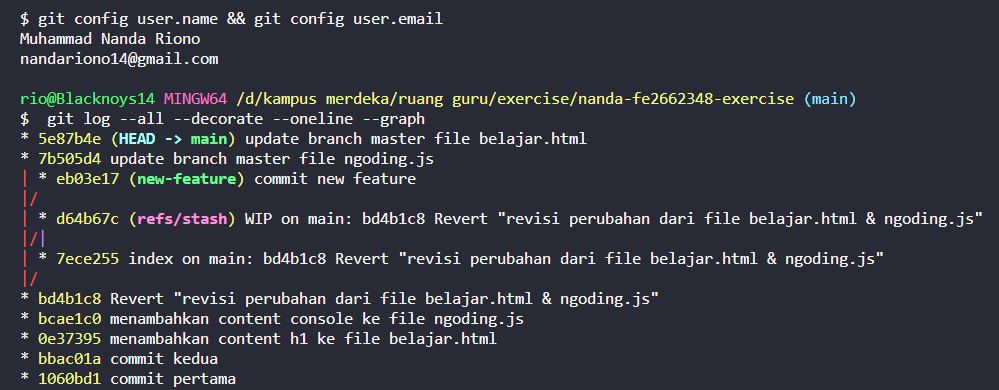 $ git config user.name && git config user.email
Muhammad Nanda Riono
nandariono14@gmail.com
rio@Blacknoys14 MINGW64 /d/kampus merdeka/ruang guru/exercise/nanda-fe2662348-exercise (main)
$  git log --all --decorate --oneline --graph
* 5e87b4e (HEAD -> main) update branch master file belajar.html
* 7b505d4 update branch master file ngoding.js
| * eb03e17 (new-feature) commit new feature
|/
| * d64b67c (refs/stash) WIP on main: bd4b1c8 Revert "revisi perubahan dari file belajar.html & ngoding.js"
|/|
| * 7ece255 index on main: bd4b1c8 Revert "revisi perubahan dari file belajar.html & ngoding.js"
|/
* bd4b1c8 Revert "revisi perubahan dari file belajar.html & ngoding.js"
* bcae1c0 menambahkan content console ke file ngoding.js
* 0e37395 menambahkan content h1 ke file belajar.html
* bbac01a commit kedua
* 1060bd1 commit pertama